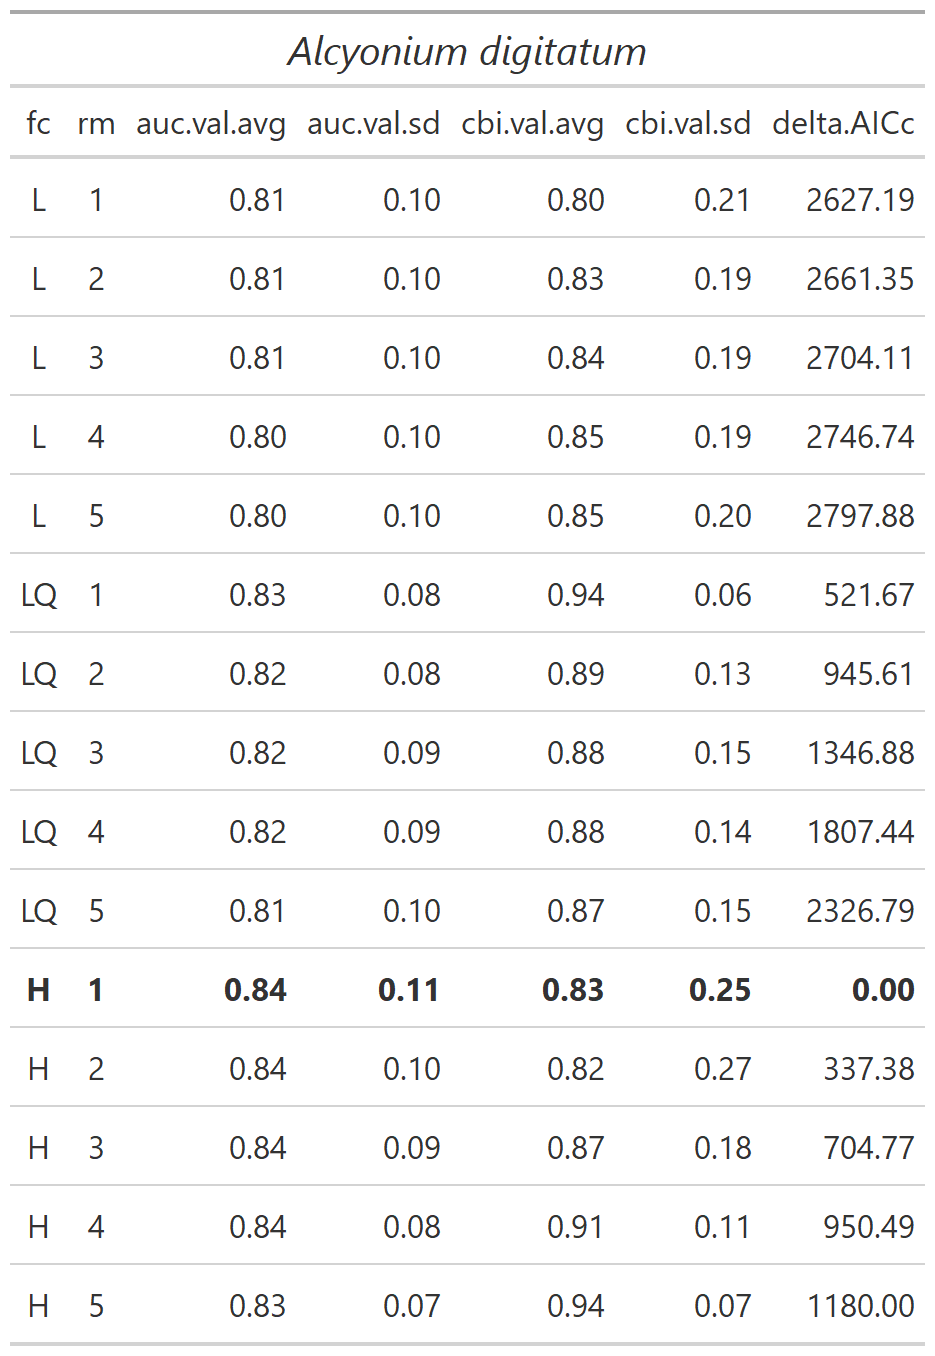 Alcyonium digitatum
fc rm auc.val.avg auc.val.sd cbi.val.avg cbi.val.sd delta.AICc
L 1 0.81 0.10 0.80 0.21 2627.19
L 2 0.81 0.10 0.83 0.19 2661.35
L 3 0.81 0.10 0.84 0.19 2704.11
L 4 0.80 0.10 0.85 0.19 2746.74
L 5 0.80 0.10 0.85 0.20 2797.88
LQ 1 0.83 0.08 0.94 0.06 521.67
LQ 2 0.82 0.08 0.89 0.13 945.61
LQ 3 0.82 0.09 0.88 0.15 1346.88
LQ 4 0.82 0.09 0.88 0.14 1807.44
LQ 5 0.81 0.10 0.87 0.15 2326.79
H 1 0.84 0.11 0.83 0.25 0.00
H 2 0.84 0.10 0.82 0.27 337.38
H 3 0.84 0.09 0.87 0.18 704.77
H 4 0.84 0.08 0.91 0.11 950.49
H 5 0.83 0.07 0.94 0.07 1180.00